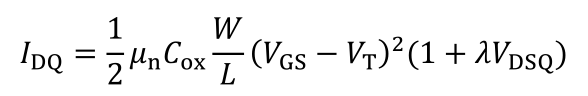 I_DQ = 1/2 μ_n C_ox W/L (V_GS − V_T)²(1 + λV_DSQ)